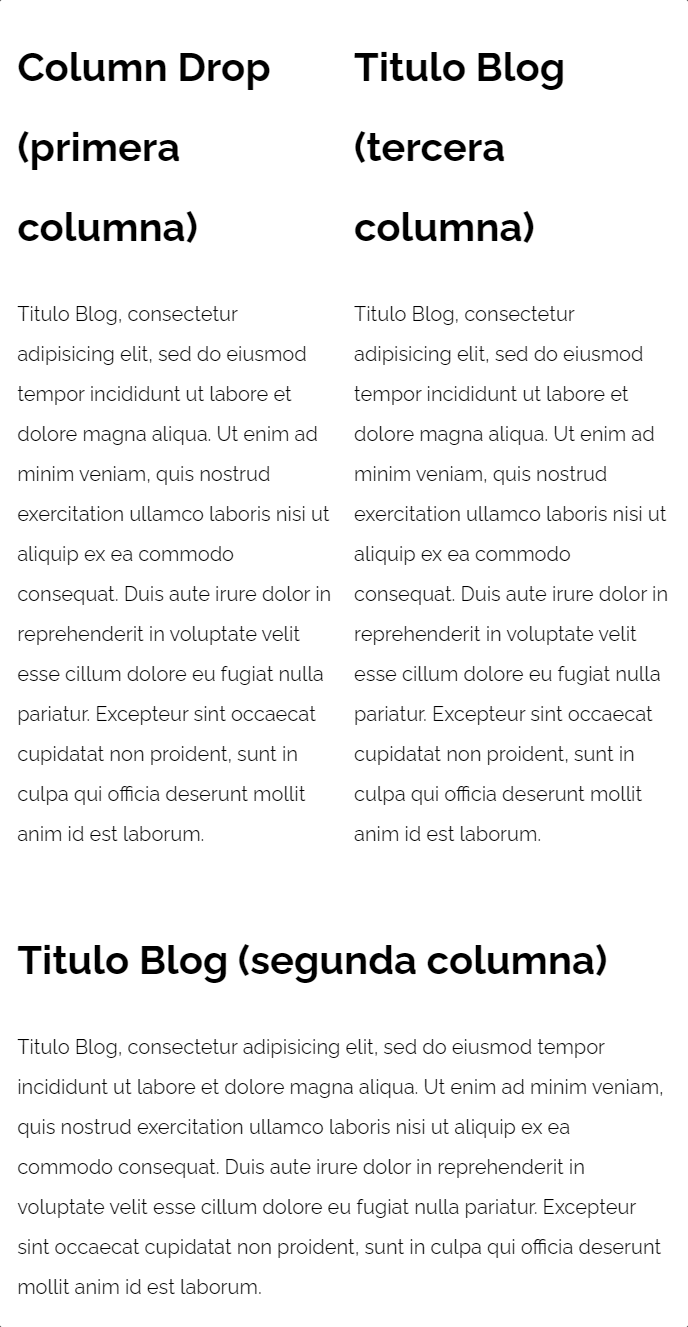 Column Drop
(primera
columna)
Titulo Blog, consectetur
adipisicing elit, sed do eiusmod
tempor incididunt ut labore et
dolore magna aliqua. Ut enim ad
minim veniam, quis nostrud
exercitation ullamco laboris nisi ut
aliquip ex ea commodo
consequat. Duis aute irure dolor in
reprehenderit in voluptate velit
esse cillum dolore eu fugiat nulla
pariatur. Excepteur sint occaecat
cupidatat non proident, sunt in
culpa qui officia deserunt mollit
anim id est laborum.
Titulo Blog
(tercera
columna)
Titulo Blog, consectetur
adipisicing elit, sed do eiusmod
tempor incididunt ut labore et
dolore magna aliqua. Ut enim ad
minim veniam, quis nostrud
exercitation ullamco laboris nisi ut
aliquip ex ea commodo
consequat. Duis aute irure dolor in
reprehenderit in voluptate velit
esse cillum dolore eu fugiat nulla
pariatur. Excepteur sint occaecat
cupidatat non proident, sunt in
culpa qui officia deserunt mollit
anim id est laborum.
Titulo Blog (segunda columna)
Titulo Blog, consectetur adipisicing elit, sed do eiusmod tempor
incididunt ut labore et dolore magna aliqua. Ut enim ad minim veniam,
quis nostrud exercitation ullamco laboris nisi ut aliquip ex ea
commodo consequat. Duis aute irure dolor in reprehenderit in
voluptate velit esse cillum dolore eu fugiat nulla pariatur. Excepteur
sint occaecat cupidatat non proident, sunt in culpa qui officia deserunt
mollit anim id est laborum.